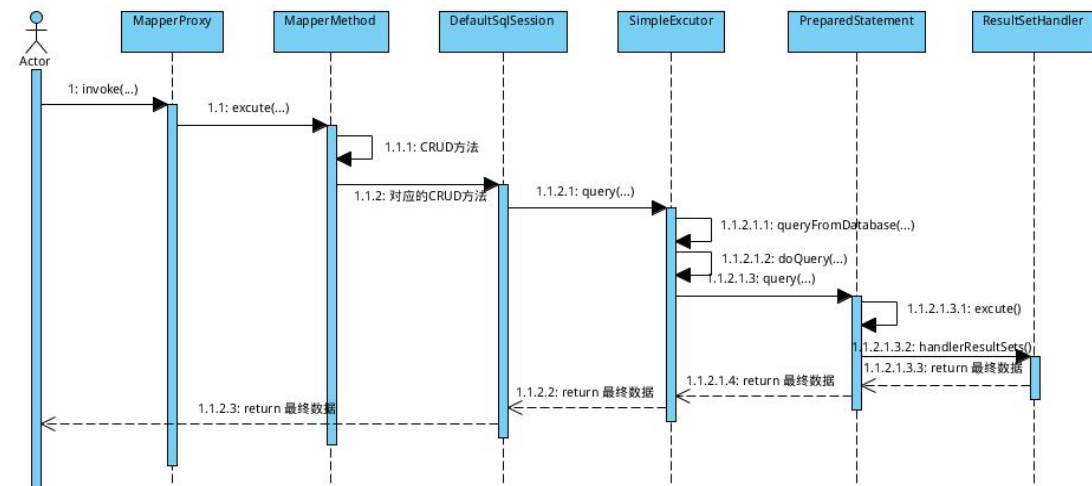 MapperProxy
MapperMethod
DefaultSqlSession
SimpleExcutor
PreparedStatement
ResultSetHandler
Actor
1: invoke(...)
1.1: excute(...)
1.1.1: CRUD方法
1.1.2: 对应的CRUD方法
1.1.2.1: query(...)
1.1.2.1.1: queryFromDatabase(...)
1.1.2.1.2: doQuery(...)
1.1.2.1.3: query(...)
1.1.2.1.3.1: excute()
1.1.2.1.3.2: handlerResultSets()
1.1.2.1.3.3: return 最终数据
1.1.2.1.4: return 最终数据
1.1.2.2: return 最终数据
1.1.2.3: return 最终数据